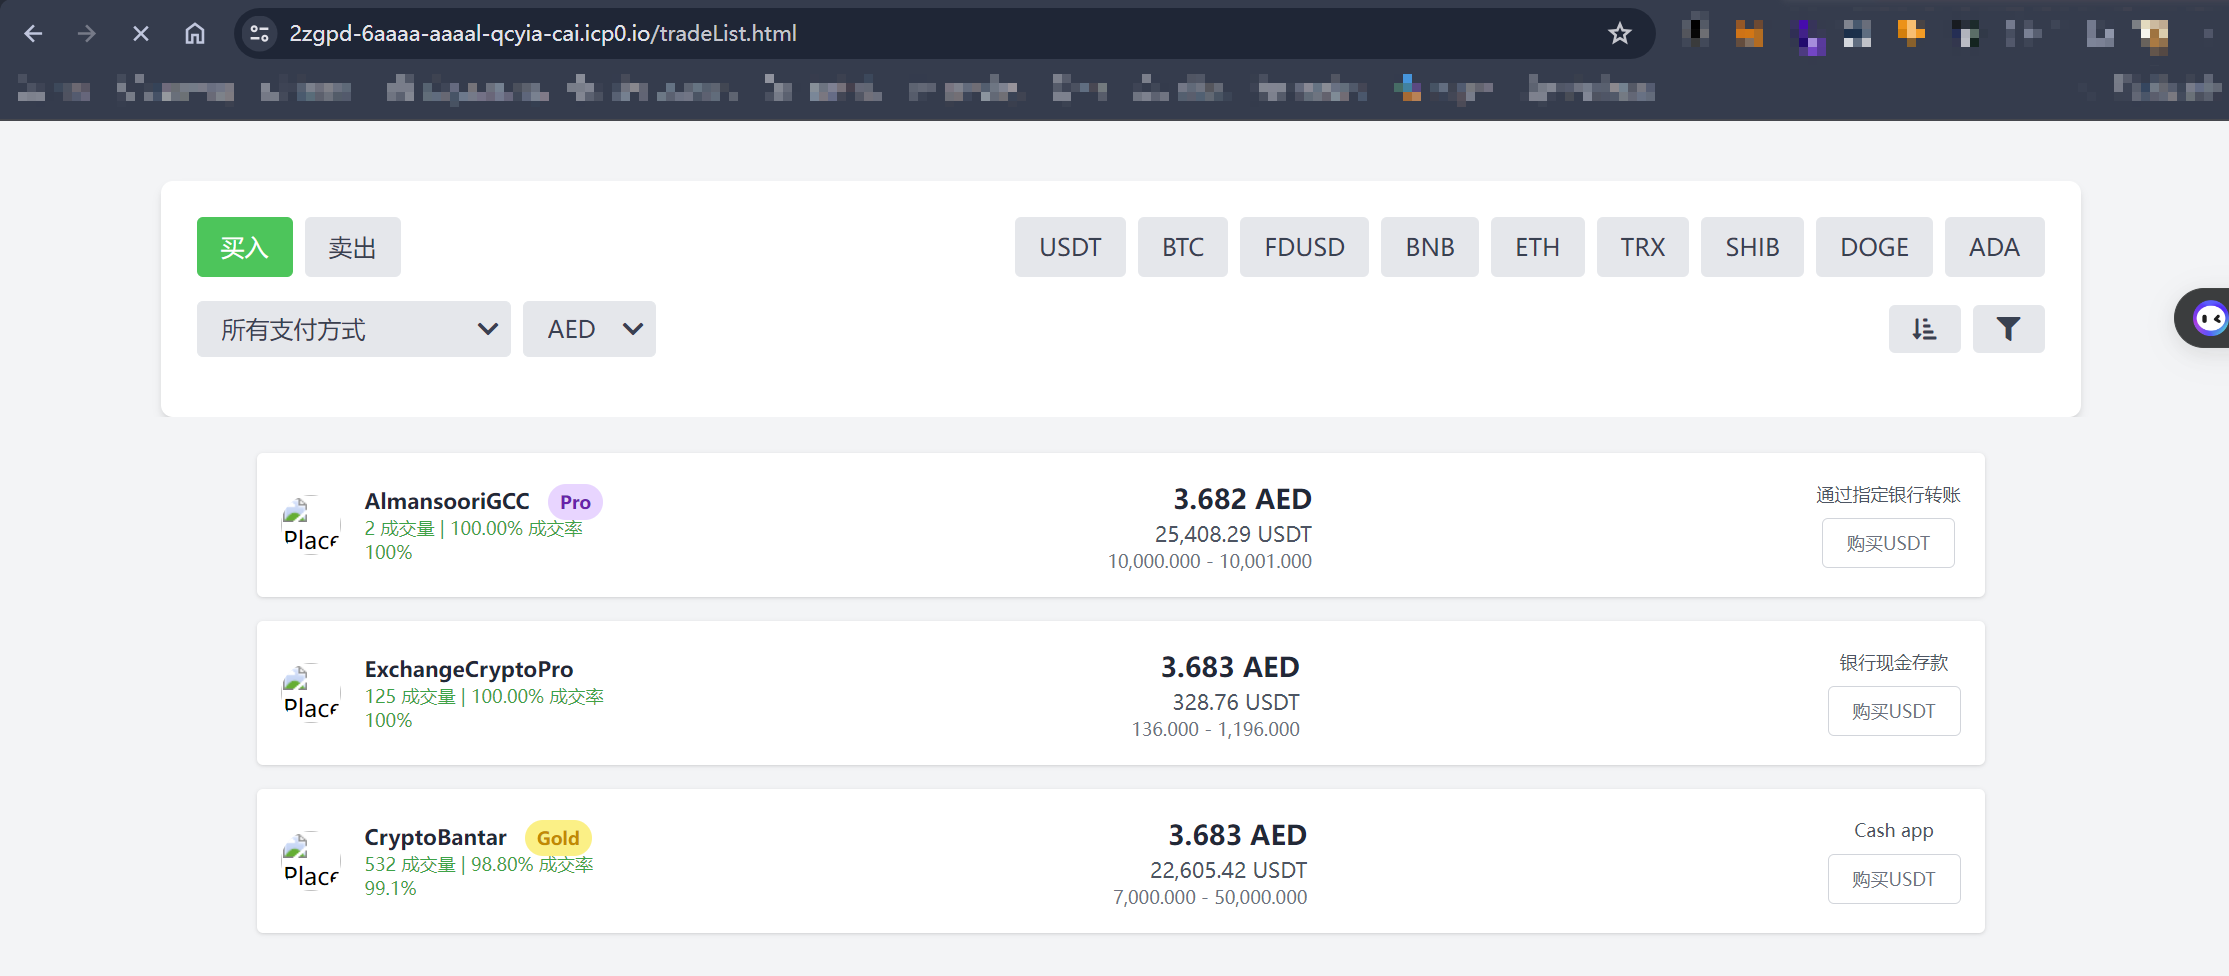 2zgpd-6aaaa-aaaal-qcyia-cai.icp0.io/tradeList.html
买入
卖出
USDT
BTC
FDUSD
BNB
ETH
TRX
SHIB
DOGE
ADA
所有支付方式
AED
Place
AlmansooriGCC
Pro
2 成交量 | 100.00% 成交率
100%
3.682 AED
25,408.29 USDT
10,000.000 - 10,001.000
通过指定银行转账
购买USDT
Place
ExchangeCryptoPro
125 成交量 | 100.00% 成交率
100%
3.683 AED
328.76 USDT
136.000 - 1,196.000
银行现金存款
购买USDT
Place
CryptoBantar
Gold
532 成交量 | 98.80% 成交率
99.1%
3.683 AED
22,605.42 USDT
7,000.000 - 50,000.000
Cash app
购买USDT